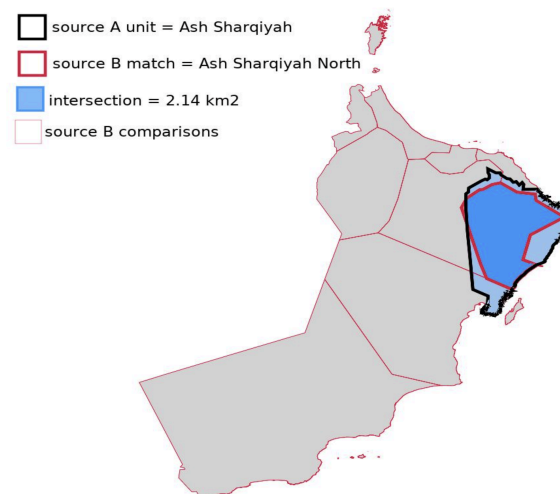 source A unit = Ash Sharqiyah
source B match = Ash Sharqiyah North
intersection = 2.14 km2
source B comparisons